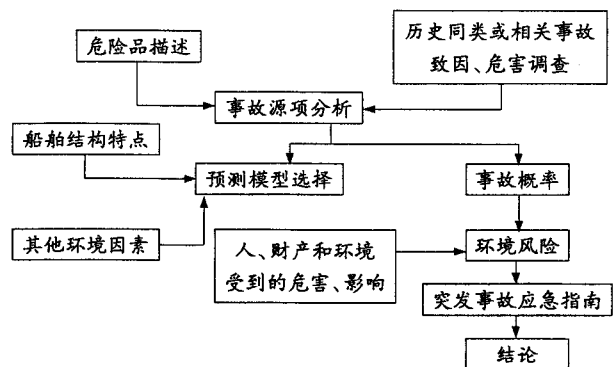 危险品描述
历史同类或相关事故
致因、危害调查
事故源项分析
船舶结构特点
预测模型选择
事故概率
其他环境因素
人、财产和环境
受到的危害、影响
环境风险
突发事故应急指南
结论